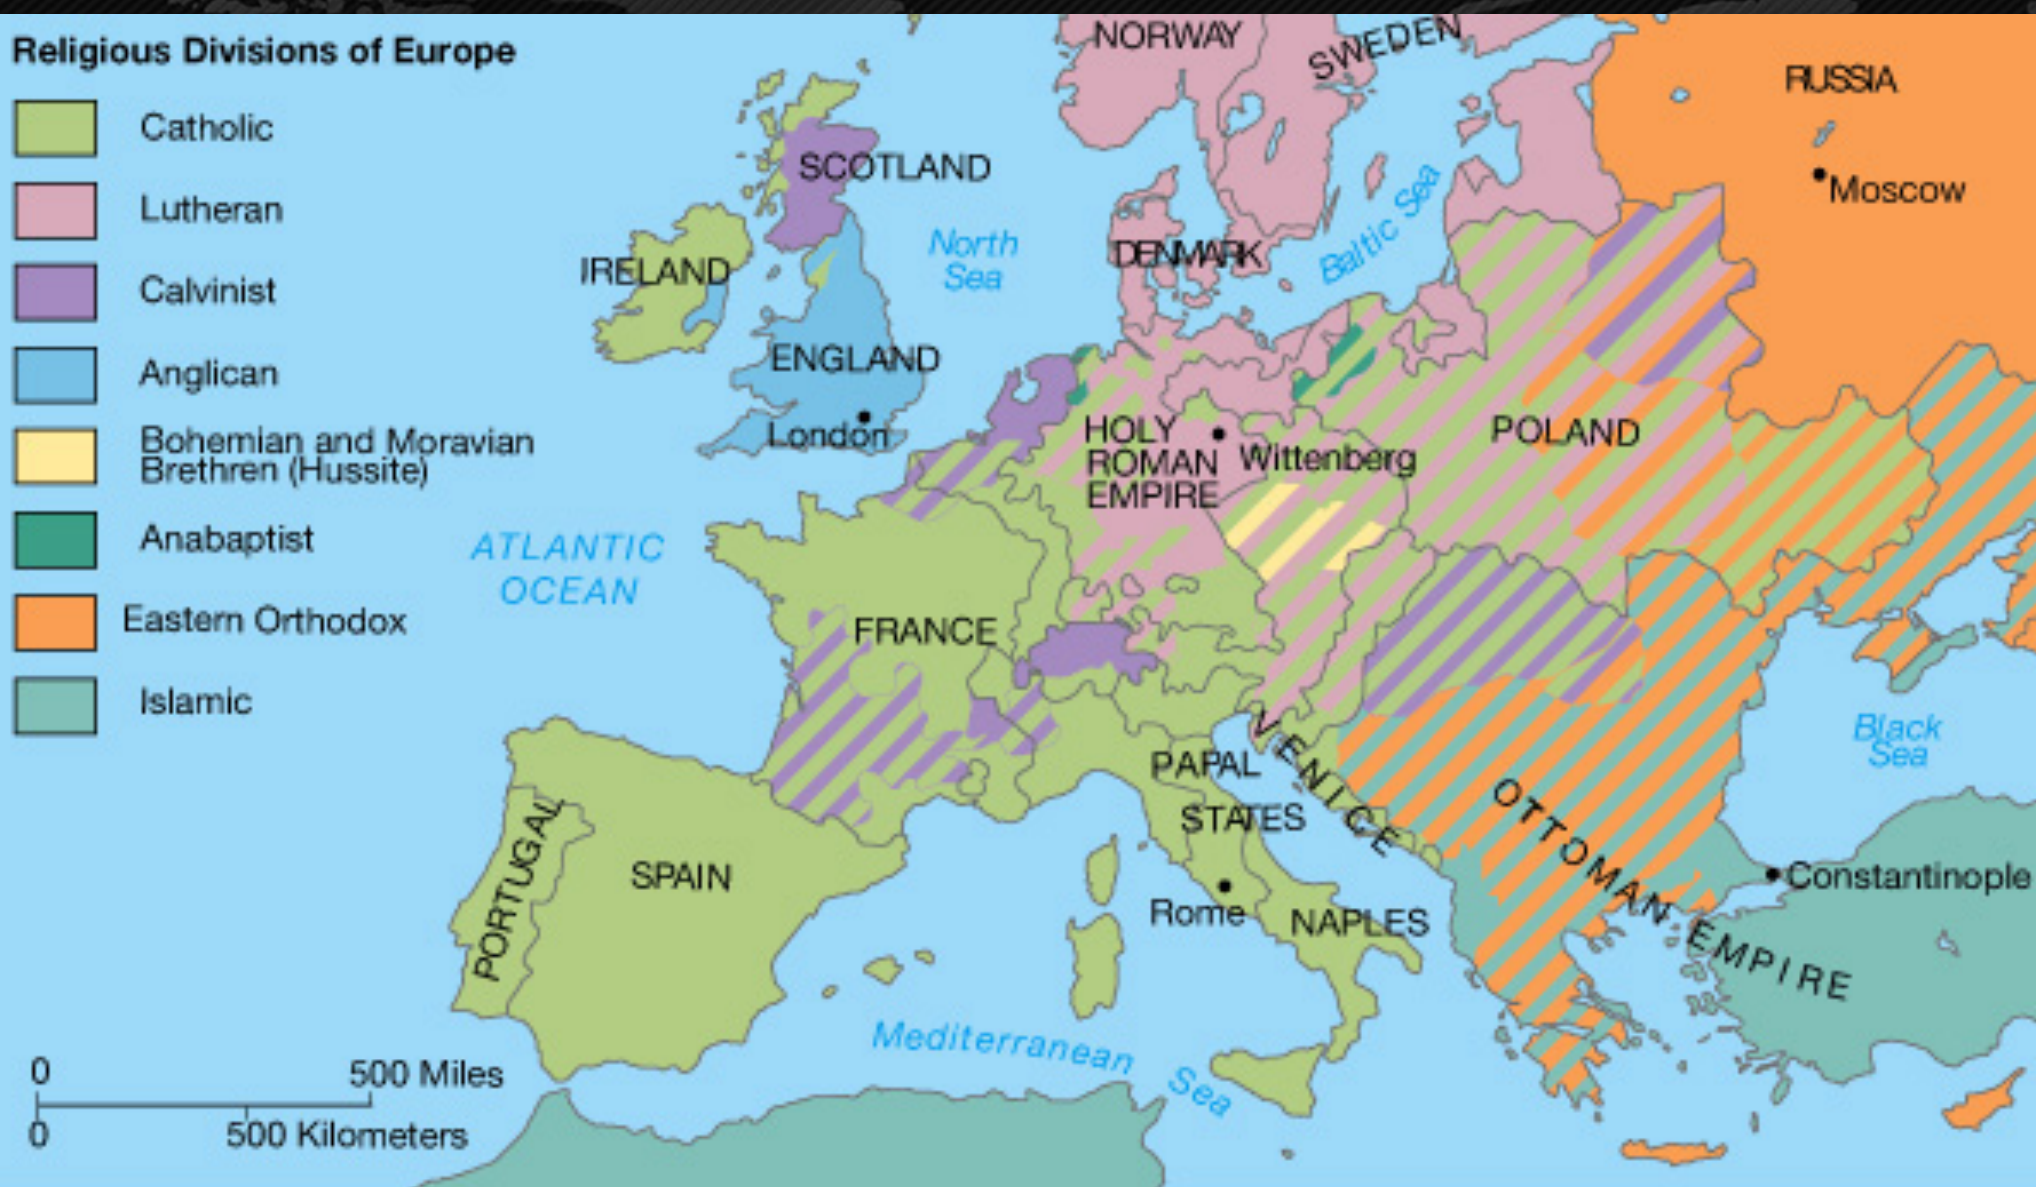 Religious Divisions of Europe
Catholic
Lutheran
Calvinist
Anglican
Bohemian and Moravian
Brethren (Hussite)
Anabaptist
Eastern Orthodox
Islamic
NORWAY
SWEDEN
RUSSIA
Moscow
SCOTLAND
North
Sea
DENMARK
Baltic Sea
IRELAND
ENGLAND
London
HOLY
ROMAN
EMPIRE
Wittenberg
POLAND
ATLANTIC
OCEAN
FRANCE
Black
Sea
PAPAL
STATES
VENICE
OTTOMAN EMPIRE
Constantinople
PORTUGAL
SPAIN
Rome
NAPLES
Mediterranean
Sea
0
500 Miles
0
500 Kilometers